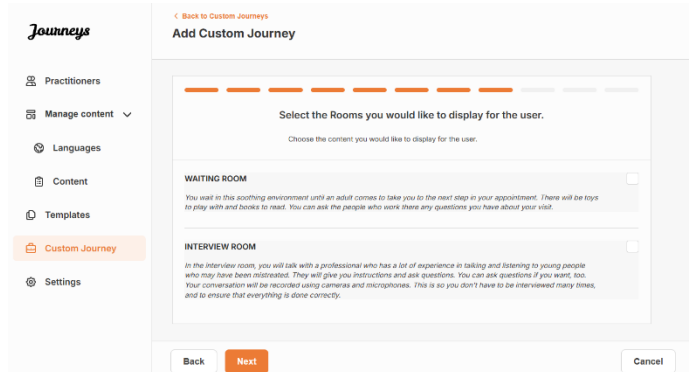 Journeys
Practitioners
Manage content
Languages
Content
Templates
Custom Journey
Settings
< Back to Custom Journeys
Add Custom Journey
Select the Rooms you would like to display for the user.
Choose the content you would like to display for the user.
WAITING ROOM
You wait in this soothing environment until an adult comes to take you to the next step in your appointment. There will be toys
to play with and books to read. You can ask the people who work there any questions you have about your visit.
INTERVIEW ROOM
In the interview room, you will talk with a professional who has a lot of experience in talking and listening to young people
who may have been mistreated. They will give you instructions and ask questions. You can ask questions if you want, too.
Your conversation will be recorded using cameras and microphones. This is so you don't have to be interviewed many times,
and to ensure that everything is done correctly.
Back
Next
Cancel